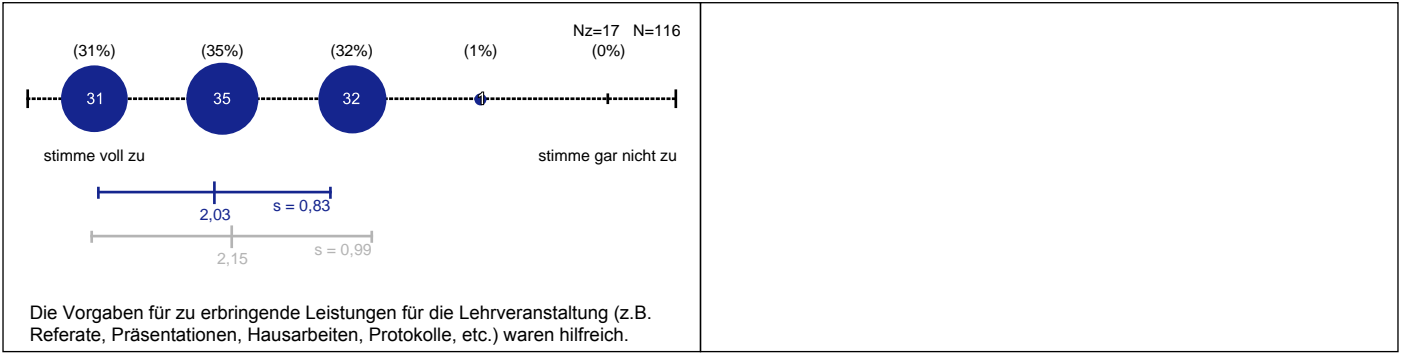 Nz=17 N=116
(31%) (35%) (32%) (1%) (0%)
31 35 32 1
stimme voll zu stimme gar nicht zu
s = 0,83
2,03
s = 0,99
2,15
Die Vorgaben für zu erbringende Leistungen für die Lehrveranstaltung (z.B.
Referate, Präsentationen, Hausarbeiten, Protokolle, etc.) waren hilfreich.